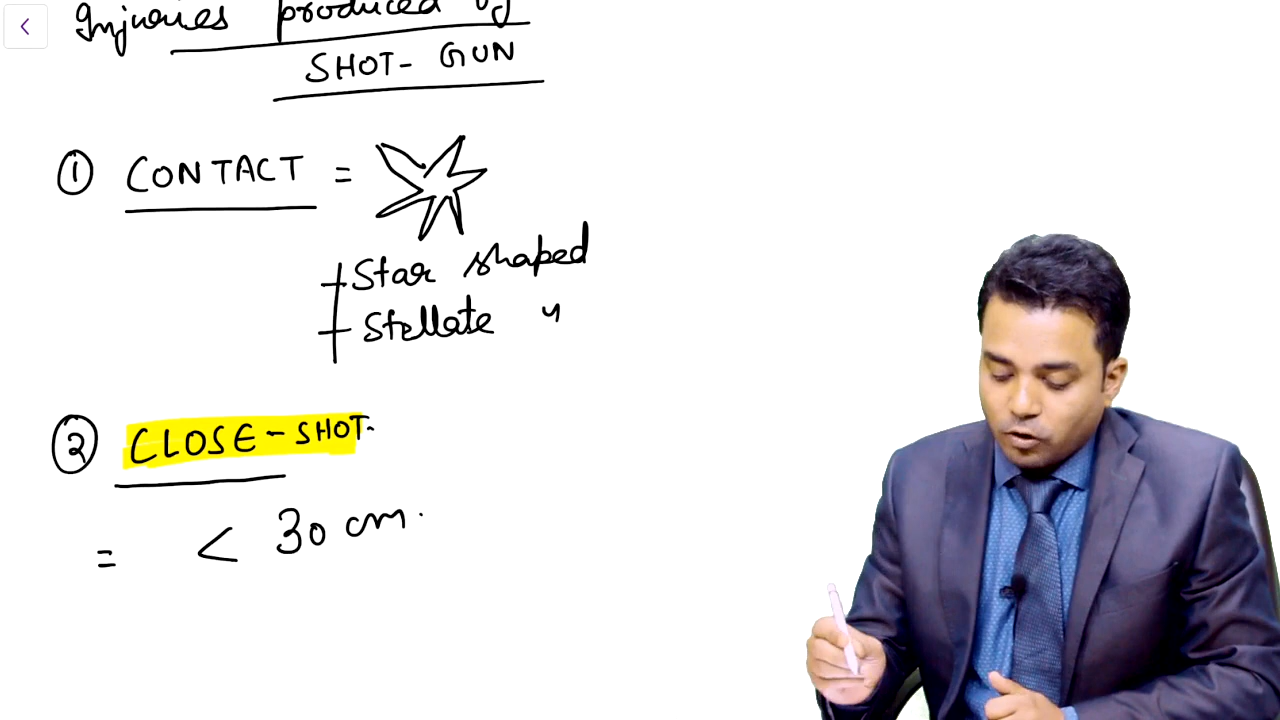 Injuries produced by
SHOT- GUN
① CONTACT =
Star shaped
Stellate "
② CLOSE-SHOT-
= < 30 cm.